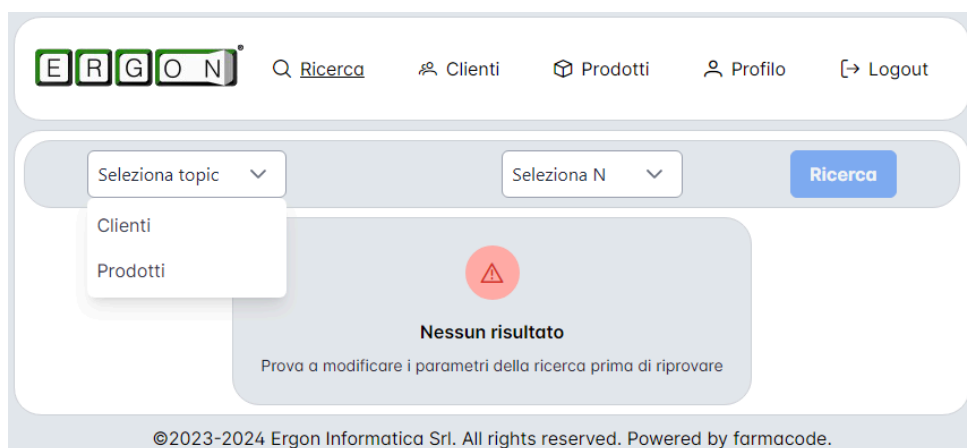 ERGON® Ricerca Clienti Prodotti Profilo Logout
Seleziona topic Seleziona N Ricerca
Clienti
Prodotti
Nessun risultato
Prova a modificare i parametri della ricerca prima di riprovare
©2023-2024 Ergon Informatica Srl. All rights reserved. Powered by farmacode.